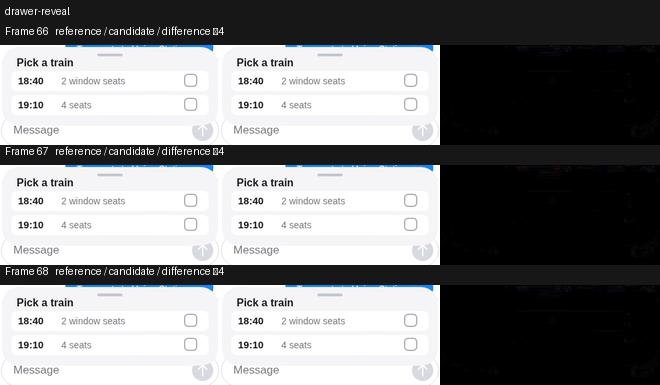 drawer-reveal
Frame 66 reference / candidate / difference 4
Pick a train Pick a train
18:40 2 window seats 18:40 2 window seats
19:10 4 seats 19:10 4 seats
Message Message
Frame 67 reference / candidate / difference 4
Pick a train Pick a train
18:40 2 window seats 18:40 2 window seats
19:10 4 seats 19:10 4 seats
Message Message
Frame 68 reference / candidate / difference 4
Pick a train Pick a train
18:40 2 window seats 18:40 2 window seats
19:10 4 seats 19:10 4 seats
Message Message